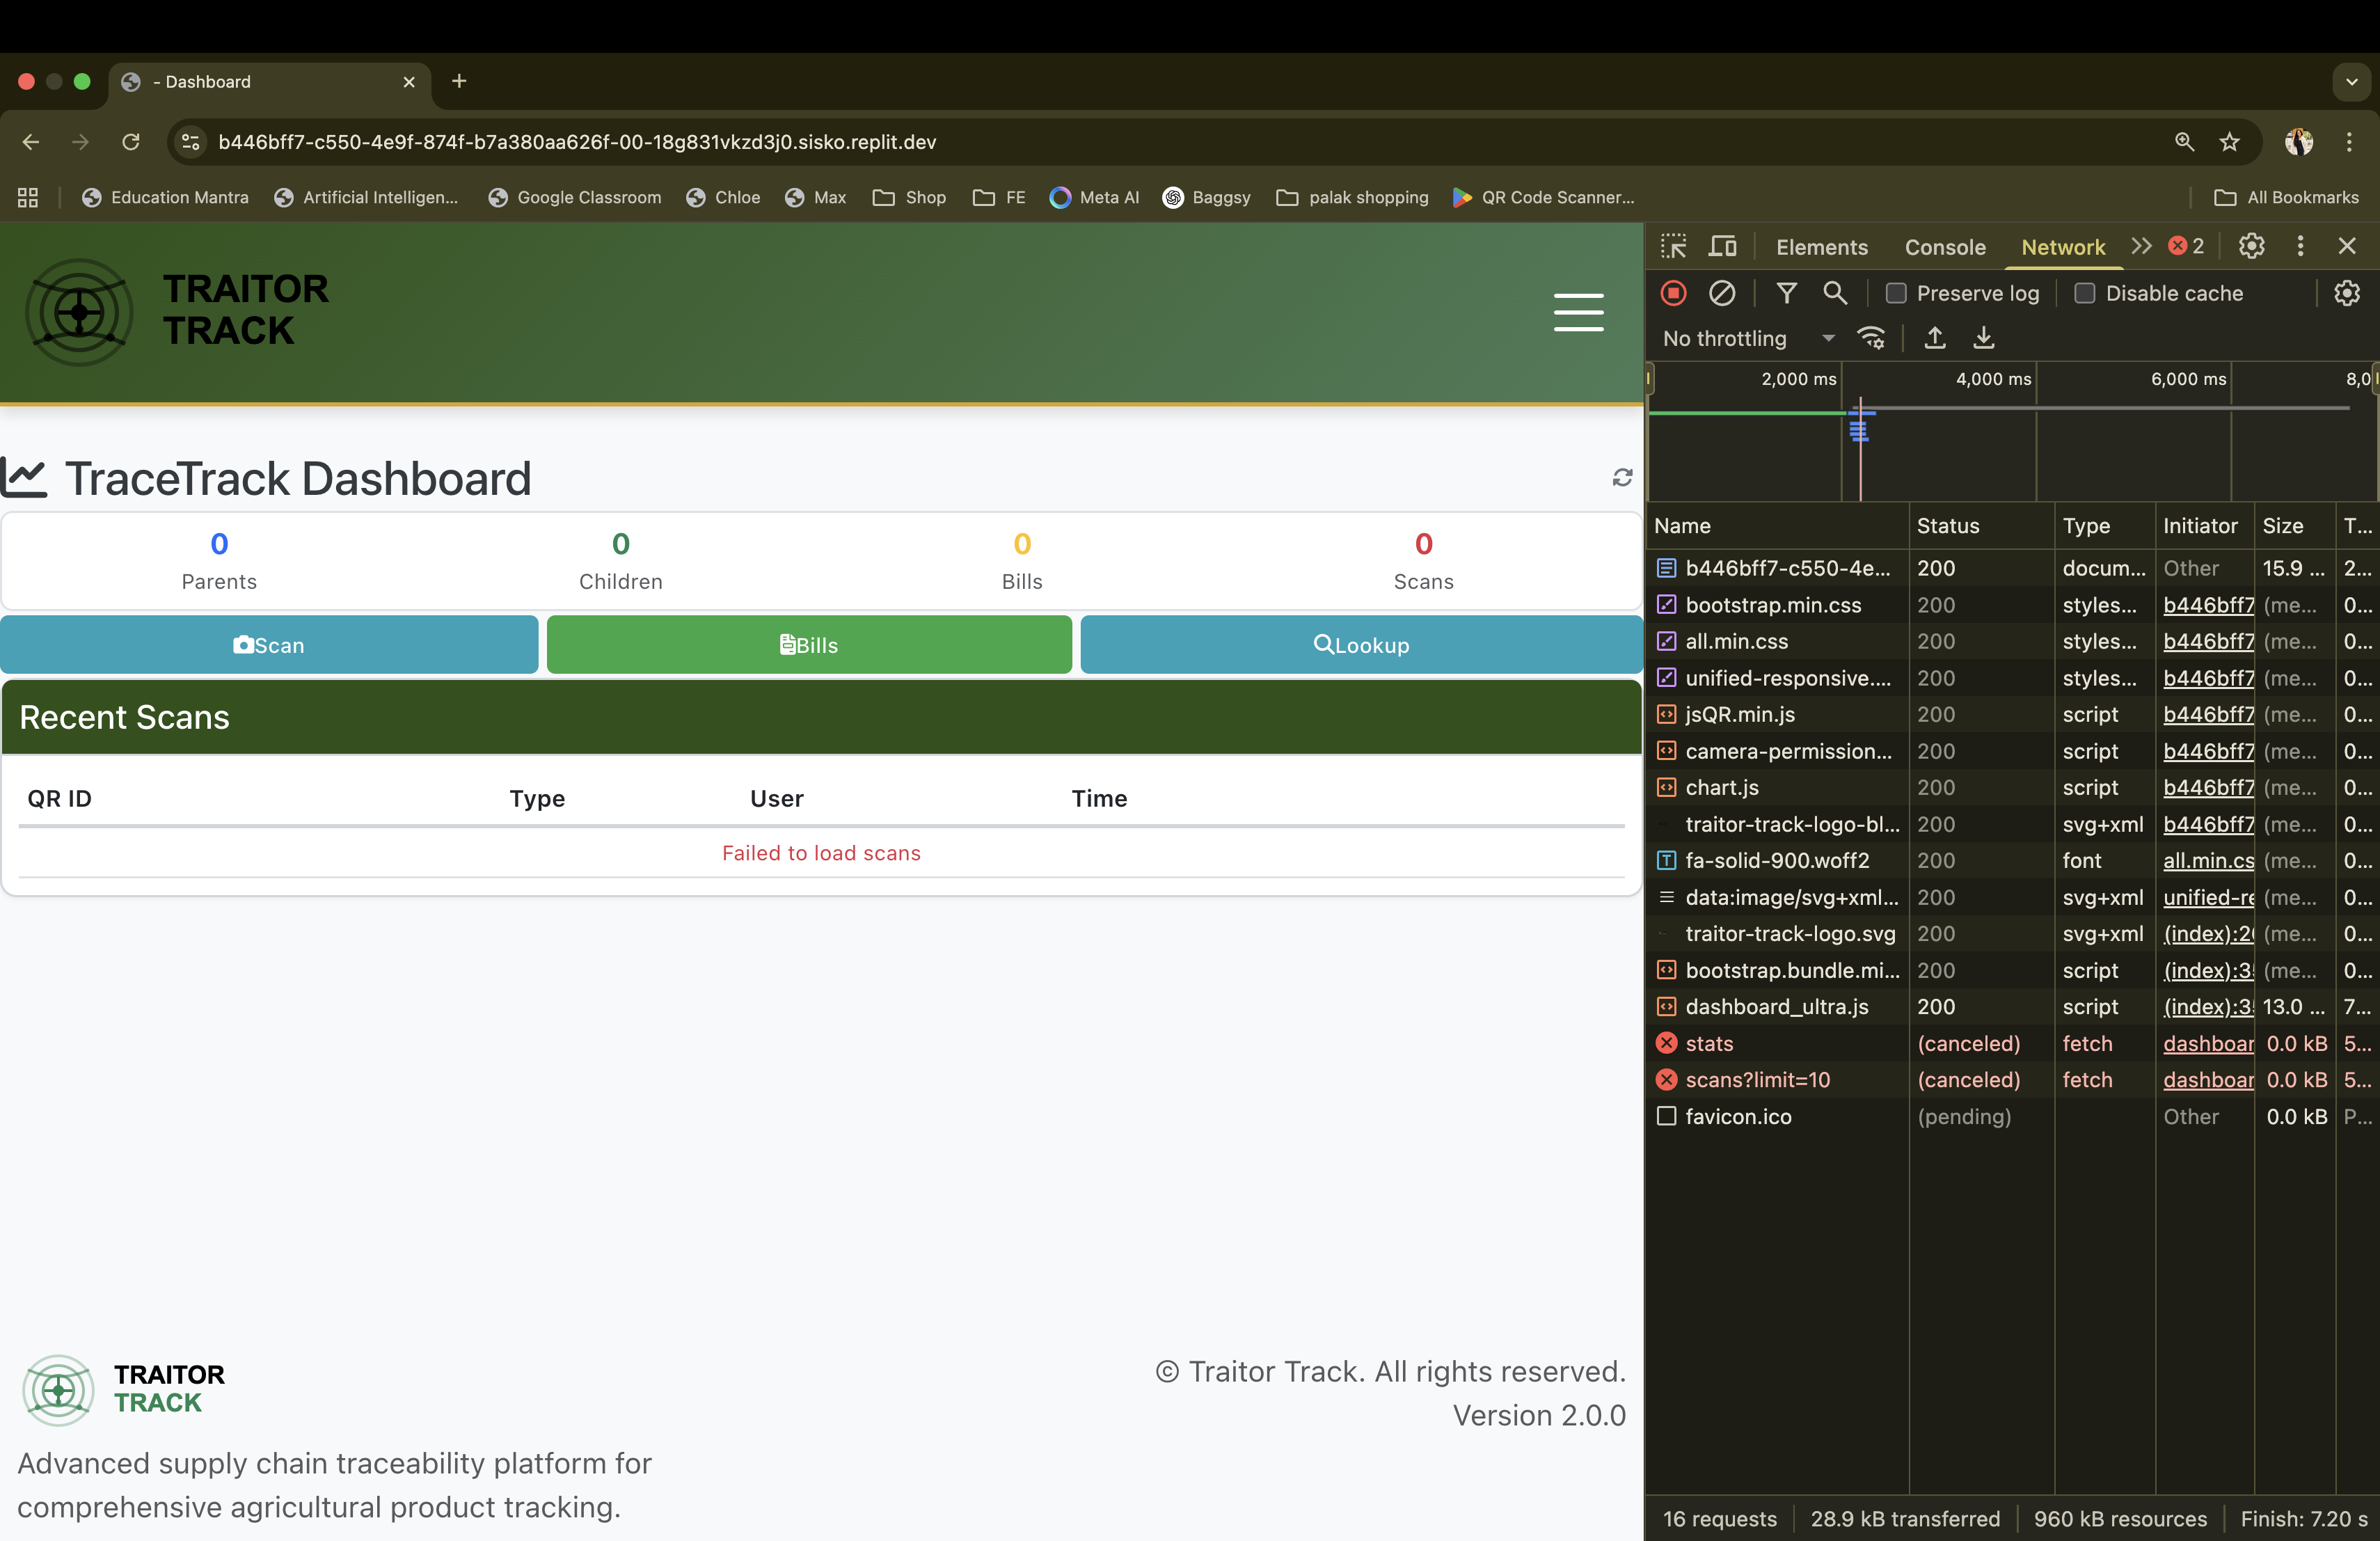 - Dashboard
b446bff7-c550-4e9f-874f-b7a380aa626f-00-18g831vkzd3j0.sisko.replit.dev
Education Mantra
Artificial Intelligen...
Google Classroom
Chloe
Max
Shop
FE
Meta AI
Baggsy
palak shopping
QR Code Scanner...
All Bookmarks
TRAITOR
TRACK
TraceTrack Dashboard
0 0 0 0
Parents Children Bills Scans
Scan
Bills
Lookup
Recent Scans
QR ID Type User Time
Failed to load scans
TRAITOR
TRACK
Advanced supply chain traceability platform for
comprehensive agricultural product tracking.
© Traitor Track. All rights reserved.
Version 2.0.0
Elements Console Network 2
Preserve log Disable cache
No throttling
2,000 ms 4,000 ms 6,000 ms 8,0
Name Status Type Initiator Size T...
b446bff7-c550-4e... 200 docum... Other 15.9 ... 2...
bootstrap.min.css 200 styles... b446bff7 (me... 0...
all.min.css 200 styles... b446bff7 (me... 0...
unified-responsive.... 200 styles... b446bff7 (me... 0...
jsQR.min.js 200 script b446bff7 (me... 0...
camera-permission... 200 script b446bff7 (me... 0...
chart.js 200 script b446bff7 (me... 0...
traitor-track-logo-bl... 200 svg+xml b446bff7 (me... 0...
fa-solid-900.woff2 200 font all.min.cs (me... 0...
data:image/svg+xml... 200 svg+xml unified-re (me... 0...
traitor-track-logo.svg 200 svg+xml (index):20 (me... 0...
bootstrap.bundle.mi... 200 script (index):3 (me... 0...
dashboard_ultra.js 200 script (index):3 13.0 ... 7...
stats (canceled) fetch dashboar 0.0 kB 5...
scans?limit=10 (canceled) fetch dashboar 0.0 kB 5...
favicon.ico (pending) Other 0.0 kB P...
16 requests 28.9 kB transferred 960 kB resources Finish: 7.20 s